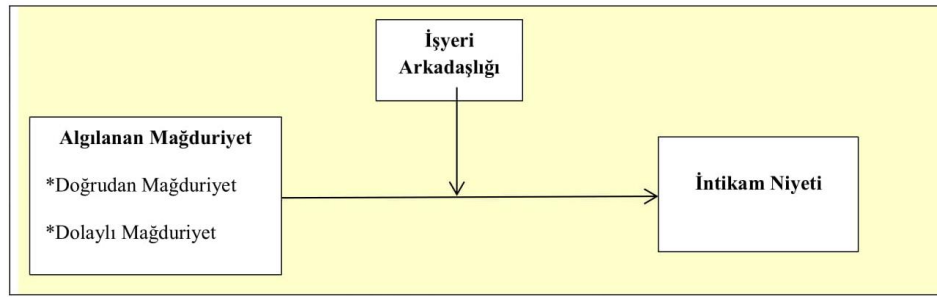 İşyeri
Arkadaşlığı
Algılanan Mağduriyet
*Doğrudan Mağduriyet
*Dolaylı Mağduriyet
İntikam Niyeti